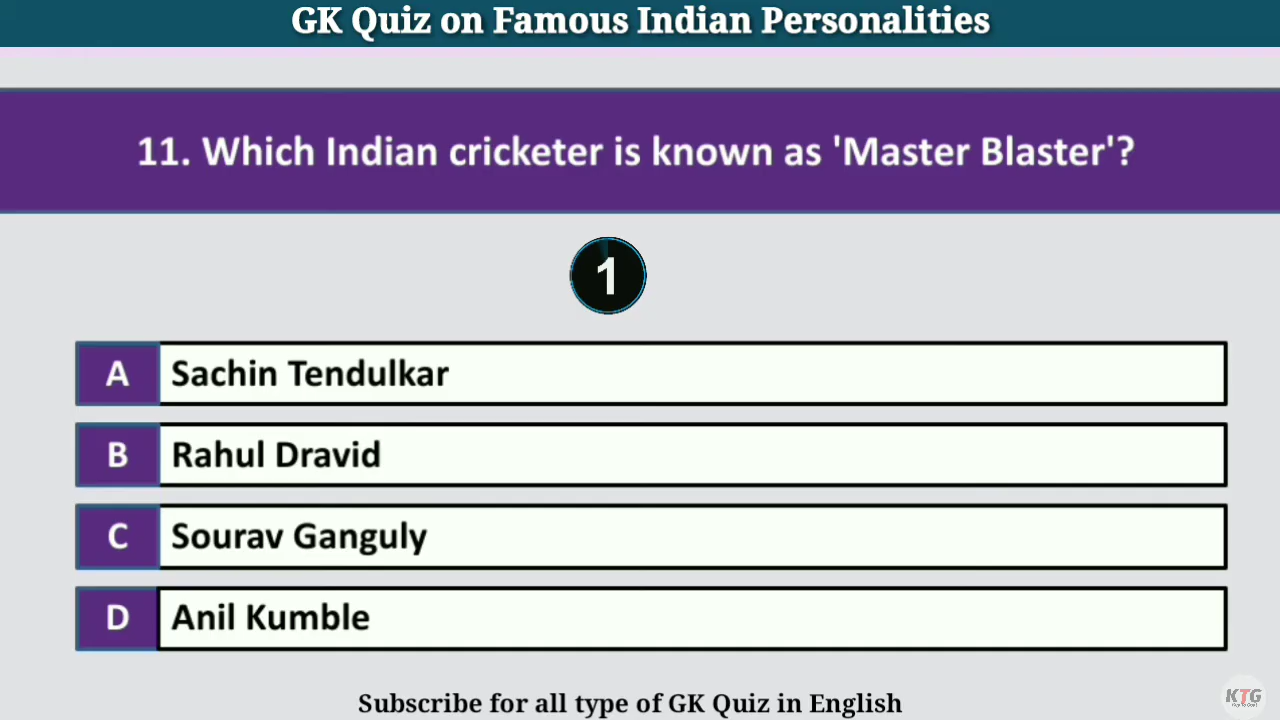 GK Quiz on Famous Indian Personalities
11. Which Indian cricketer is known as 'Master Blaster'?
1
A Sachin Tendulkar
B Rahul Dravid
C Sourav Ganguly
D Anil Kumble
Subscribe for all type of GK Quiz in English
KTG